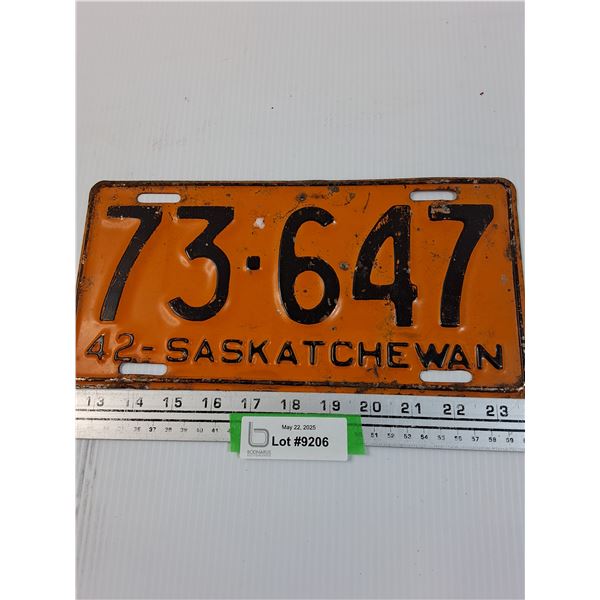 73·647
42-SASKATCHEWAN
13 14 15 16 17 18 19 20 21 22 23
May 22, 2025
Lot #9206